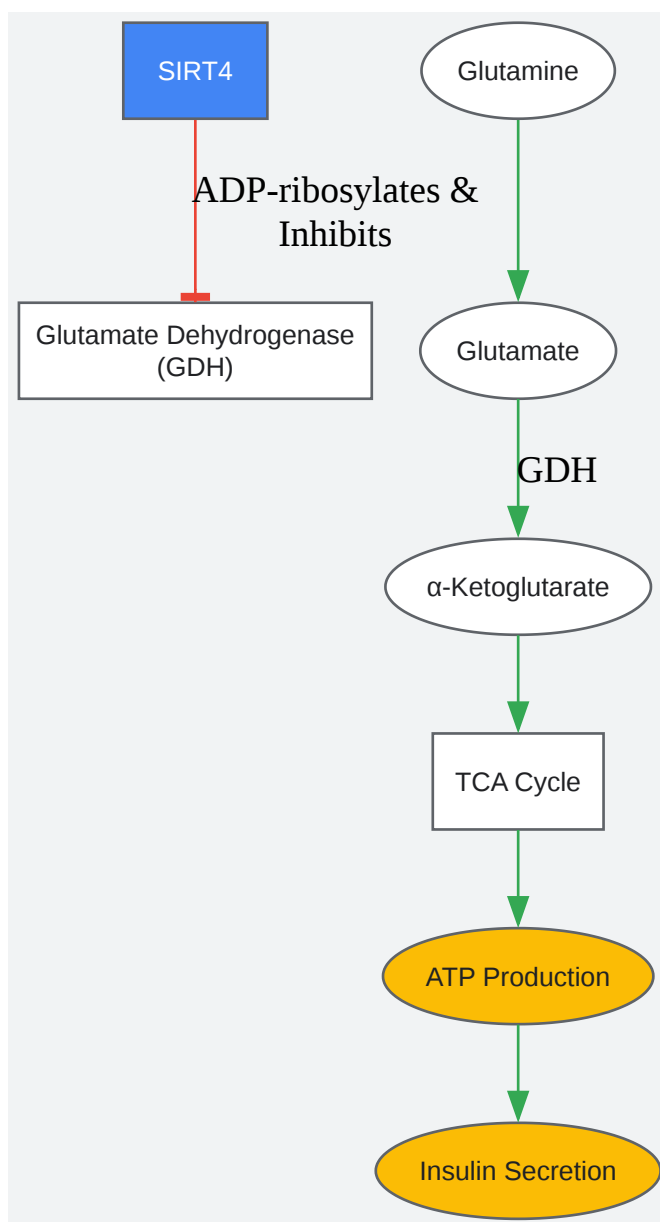 SIRT4
Glutamine
ADP-ribosylates &
Inhibits
Glutamate Dehydrogenase
(GDH)
Glutamate
GDH
α-Ketoglutarate
TCA Cycle
ATP Production
Insulin Secretion